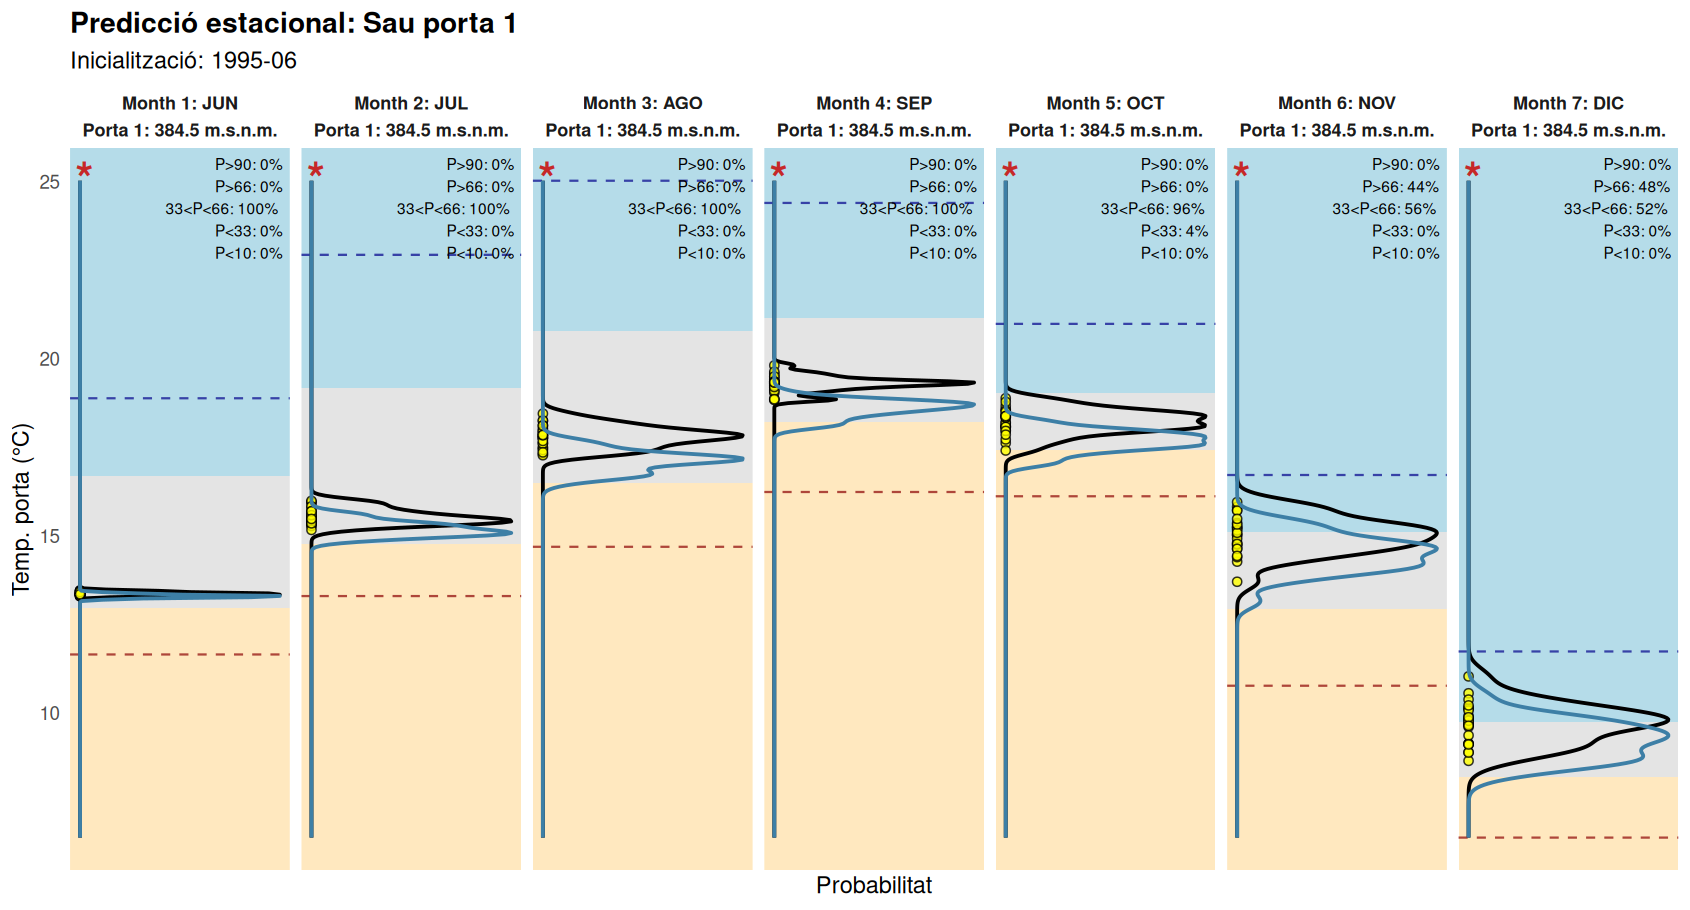 Predicció estacional: Sau porta 1
Inicialització: 1995-06
Month 1: JUN
Porta 1: 384.5 m.s.n.m.
Month 2: JUL
Porta 1: 384.5 m.s.n.m.
Month 3: AGO
Porta 1: 384.5 m.s.n.m.
Month 4: SEP
Porta 1: 384.5 m.s.n.m.
Month 5: OCT
Porta 1: 384.5 m.s.n.m.
Month 6: NOV
Porta 1: 384.5 m.s.n.m.
Month 7: DIC
Porta 1: 384.5 m.s.n.m.
*
P>90: 0%
P>66: 0%
33<P<66: 100%
P<33: 0%
P<10: 0%
*
P>90: 0%
P>66: 0%
33<P<66: 100%
P<33: 0%
P<10: 0%
*
P>90: 0%
P>66: 0%
33<P<66: 100%
P<33: 0%
P<10: 0%
*
P>90: 0%
P>66: 0%
33<P<66: 100%
P<33: 0%
P<10: 0%
*
P>90: 0%
P>66: 0%
33<P<66: 96%
P<33: 4%
P<10: 0%
*
P>90: 0%
P>66: 44%
33<P<66: 56%
P<33: 0%
P<10: 0%
*
P>90: 0%
P>66: 48%
33<P<66: 52%
P<33: 0%
P<10: 0%
25
20
15
10
Temp. porta (°C)
Probabilitat